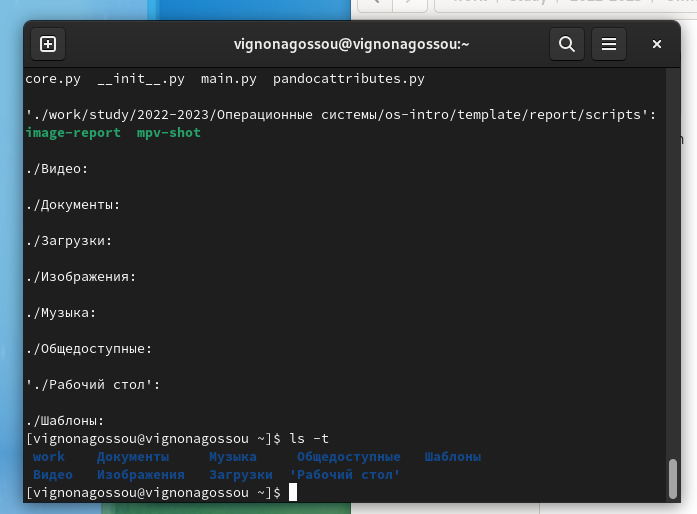 vignonagossou@vignonagossou:~
core.py  __init__.py  main.py  pandocattributes.py
'./work/study/2022-2023/Операционные системы/os-intro/template/report/scripts':
image-report  mpv-shot
./Видео:
./Документы:
./Загрузки:
./Изображения:
./Музыка:
./Общедоступные:
'./Рабочий стол':
./Шаблоны:
[vignonagossou@vignonagossou ~]$ ls -t
work    Документы     Музыка     Общедоступные   Шаблоны
Видео   Изображения   Загрузки  'Рабочий стол'
[vignonagossou@vignonagossou ~]$